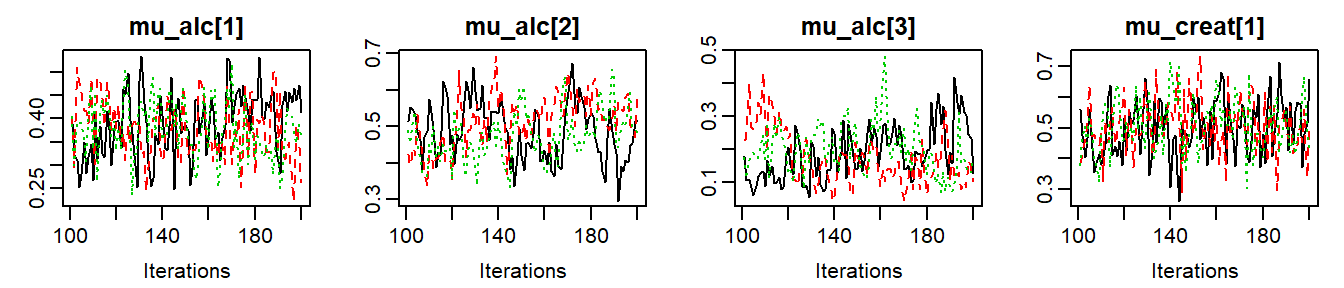 mu_alc[1] mu_alc[2] mu_alc[3] mu_creat[1]
0.25 0.40
0.3 0.5 0.7
0.1 0.3 0.5
0.3 0.5 0.7
100 140 180 100 140 180 100 140 180 100 140 180
Iterations Iterations Iterations Iterations